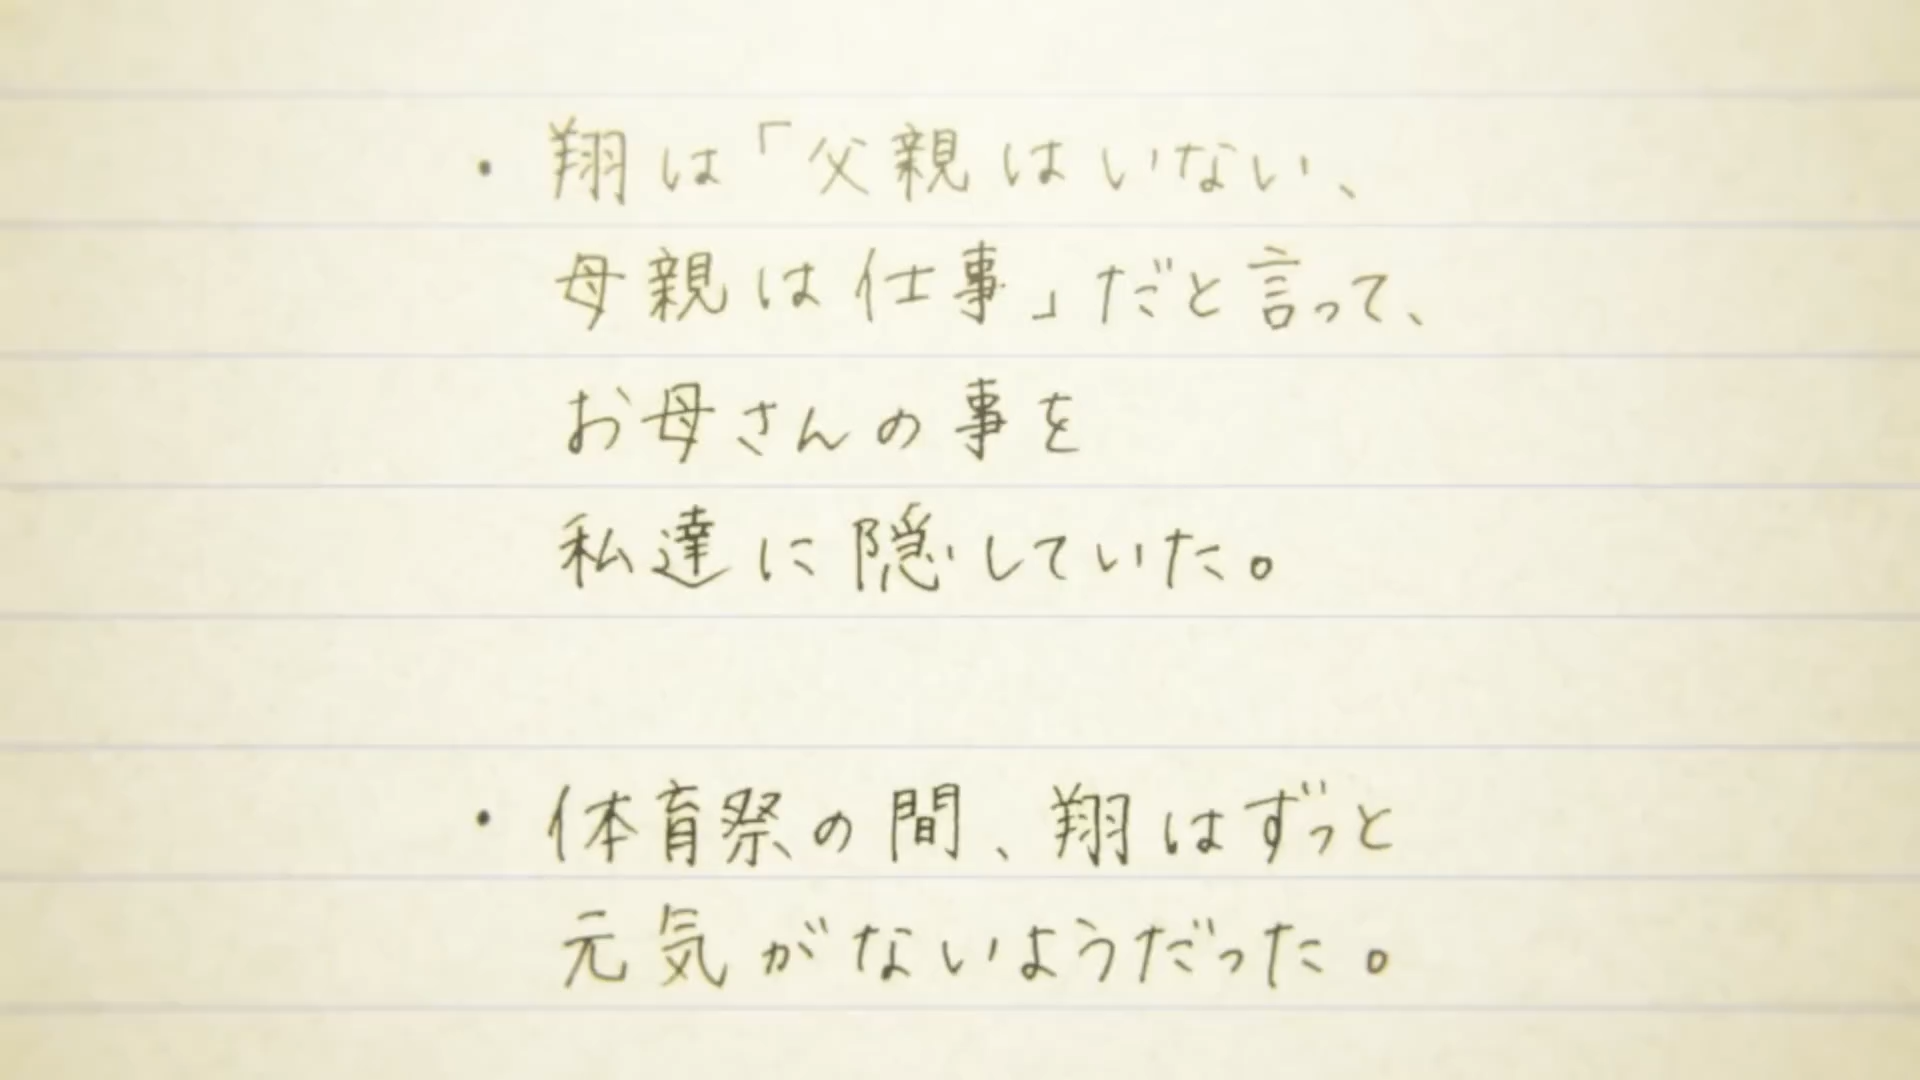 ・翔は「父親はいない、
母親は仕事」だと言って、
お母さんの事を
私達に隠していた。
・体育祭の間、翔はずっと
元気がないようだった。